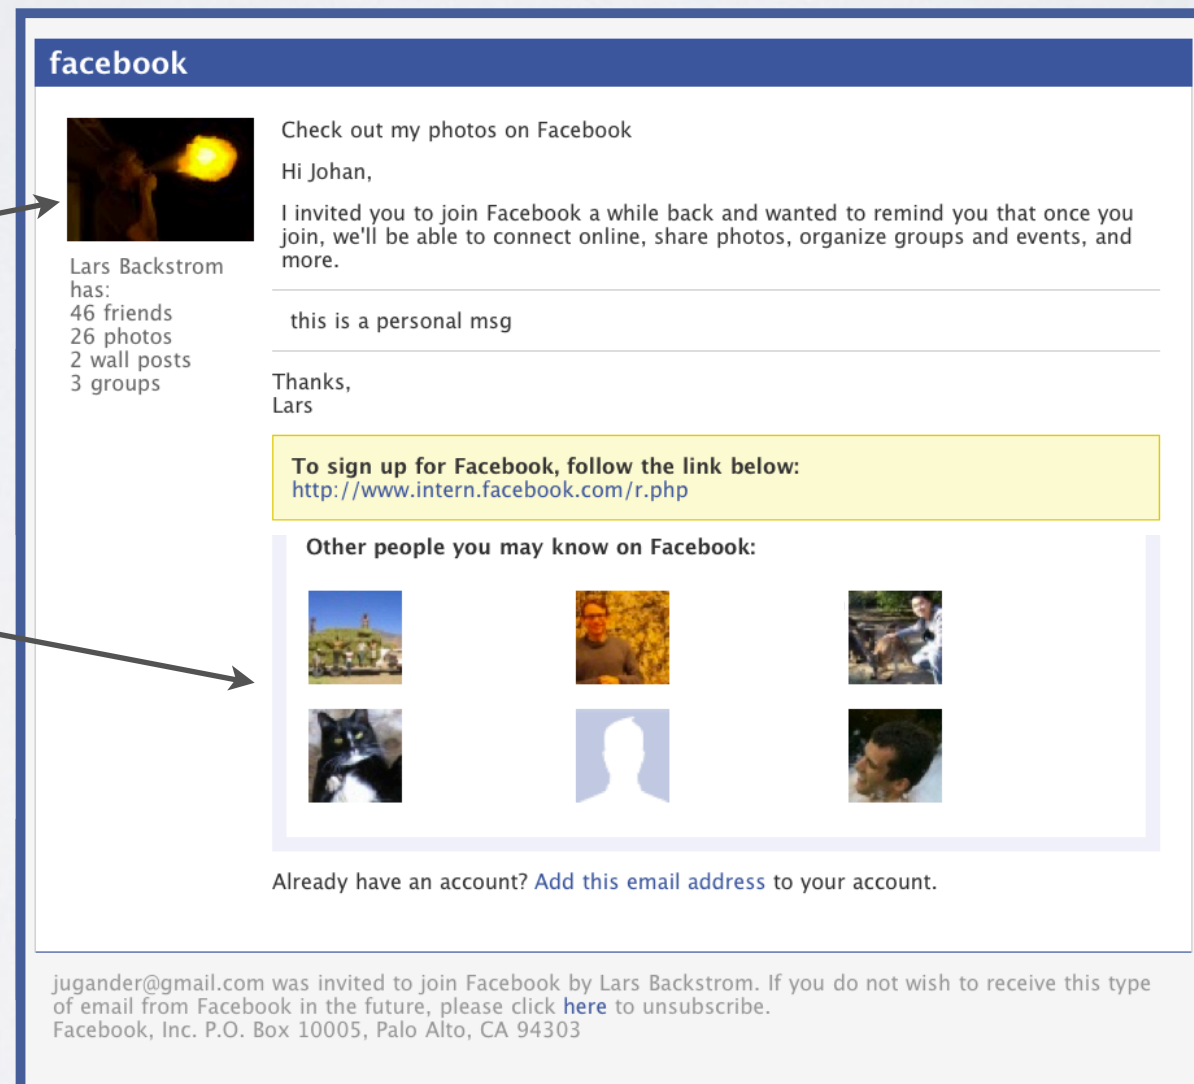 facebook
Check out my photos on Facebook
Hi Johan,
I invited you to join Facebook a while back and wanted to remind you that once you
join, we'll be able to connect online, share photos, organize groups and events, and
more.
Lars Backstrom
has:
46 friends
26 photos
2 wall posts
3 groups
this is a personal msg
Thanks,
Lars
To sign up for Facebook, follow the link below:
http://www.intern.facebook.com/r.php
Other people you may know on Facebook:
Already have an account? Add this email address to your account.
jugander@gmail.com was invited to join Facebook by Lars Backstrom. If you do not wish to receive this type
of email from Facebook in the future, please click here to unsubscribe.
Facebook, Inc. P.O. Box 10005, Palo Alto, CA 94303